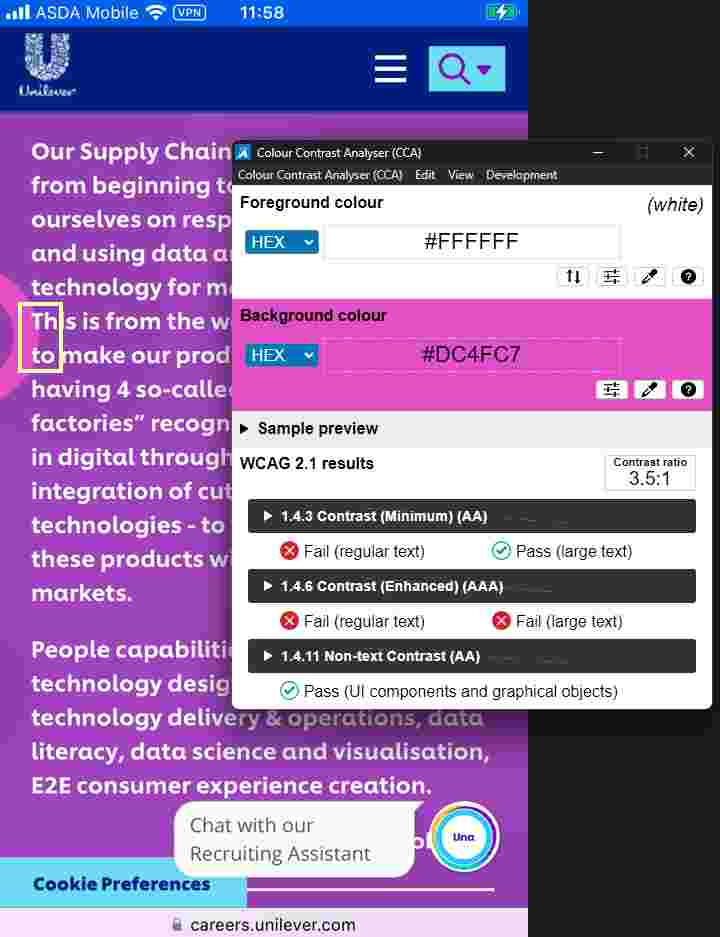 ASDA Mobile VPN 11:58
Unilever
Our Supply Chain
from beginning to
ourselves on resp
and using data a
technology for m
This is from the w
to make our prod
having 4 so-calle
factories” recogn
in digital through
integration of cut
technologies - to
these products wi
markets.
People capabiliti
technology desig
technology delivery & operations, data
literacy, data science and visualisation,
E2E consumer experience creation.
Chat with our
Recruiting Assistant
Una
Cookie Preferences
careers.unilever.com
Colour Contrast Analyser (CCA)
Colour Contrast Analyser (CCA) Edit View Development
Foreground colour (white)
HEX #FFFFFF
Background colour
HEX #DC4FC7
Sample preview
WCAG 2.1 results
Contrast ratio
3.5:1
1.4.3 Contrast (Minimum) (AA)
Fail (regular text) Pass (large text)
1.4.6 Contrast (Enhanced) (AAA)
Fail (regular text) Fail (large text)
1.4.11 Non-text Contrast (AA)
Pass (UI components and graphical objects)